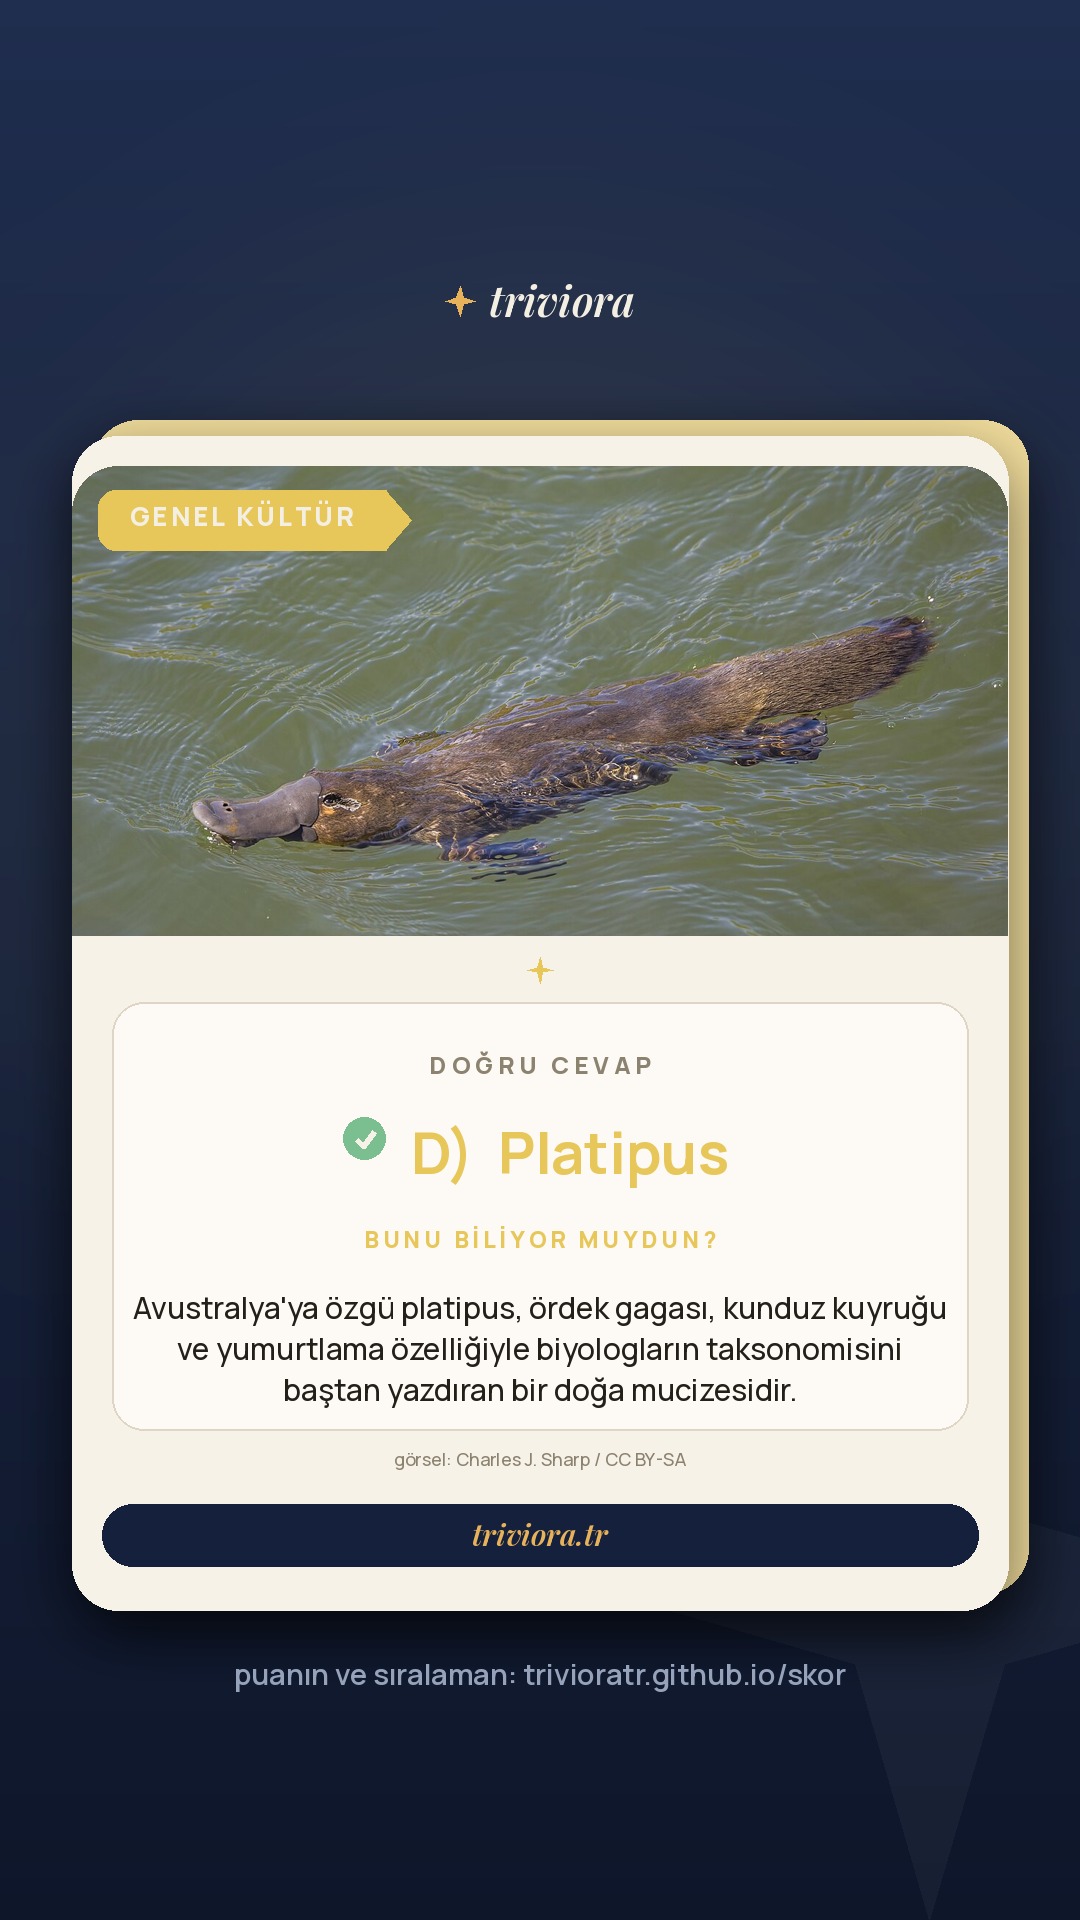 triviora
GENEL KÜLTÜR
DOĞRU CEVAP
D) Platipus
BUNU BİLİYOR MUYDUN?
Avustralya'ya özgü platipus, ördek gagası, kunduz kuyruğu
ve yumurtlama özelliğiyle biyologların taksonomisini
baştan yazdıran bir doğa mucizesidir.
görsel: Charles J. Sharp / CC BY-SA
triviora.tr
puanın ve sıralaman: trivioratr.github.io/skor